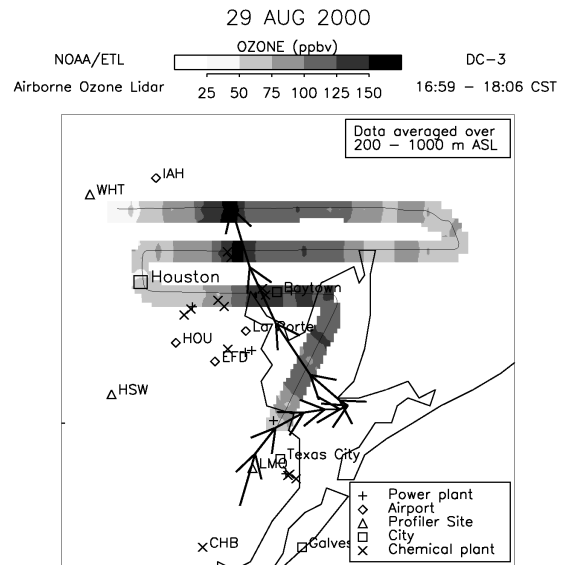 29 AUG 2000
OZONE (ppbv)
NOAA/ETL
DC-3
Airborne Ozone Lidar
16:59 - 18:06 CST
25 50 75 100 125 150
Data averaged over
200 - 1000 m ASL
IAH
WHT
Houston
Baytown
La Porte
HOU
EFD
HSW
Texas City
LMQ
CHB
Galves
Power plant
Airport
Profiler Site
City
Chemical plant